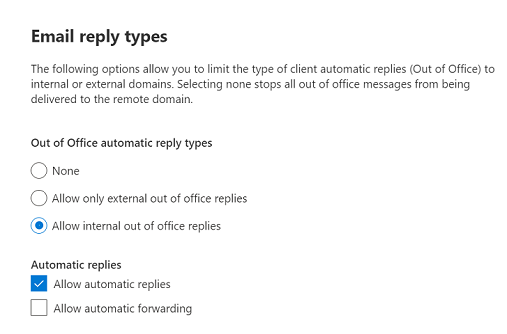 Email reply types
The following options allow you to limit the type of client automatic replies (Out of Office) to
internal or external domains. Selecting none stops all out of office messages from being
delivered to the remote domain.
Out of Office automatic reply types
None
Allow only external out of office replies
Allow internal out of office replies
Automatic replies
Allow automatic replies
Allow automatic forwarding